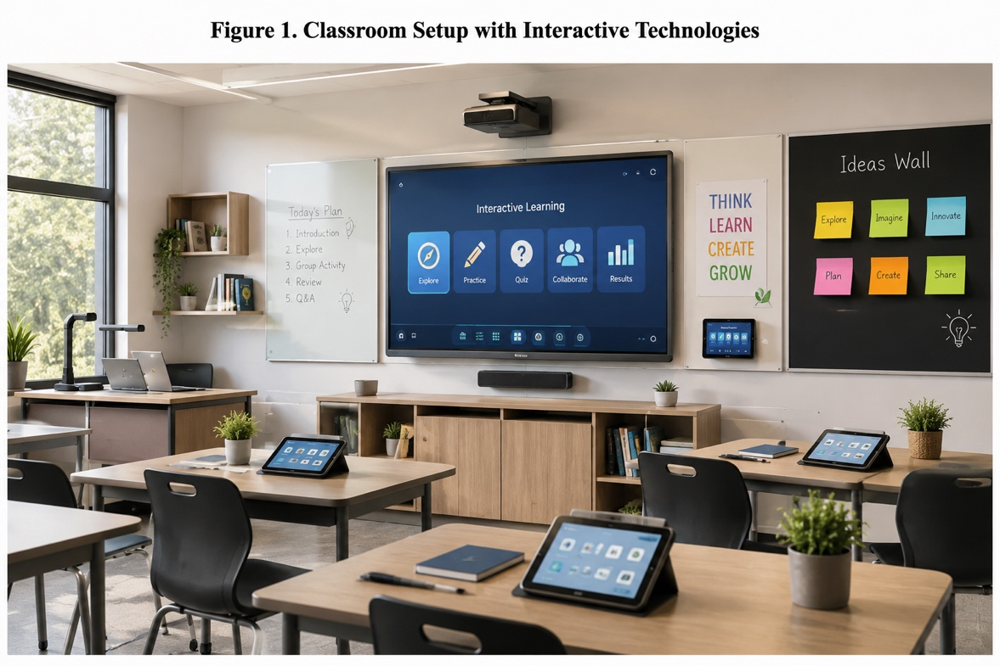 Figure 1. Classroom Setup with Interactive Technologies
Today's Plan
1. Introduction
2. Explore
3. Group Activity
4. Review
5. Q&A
Interactive Learning
Explore
Practice
Quiz
Collaborate
Results
THINK
LEARN
CREATE
GROW
Ideas Wall
Explore
Imagine
Innovate
Plan
Create
Share